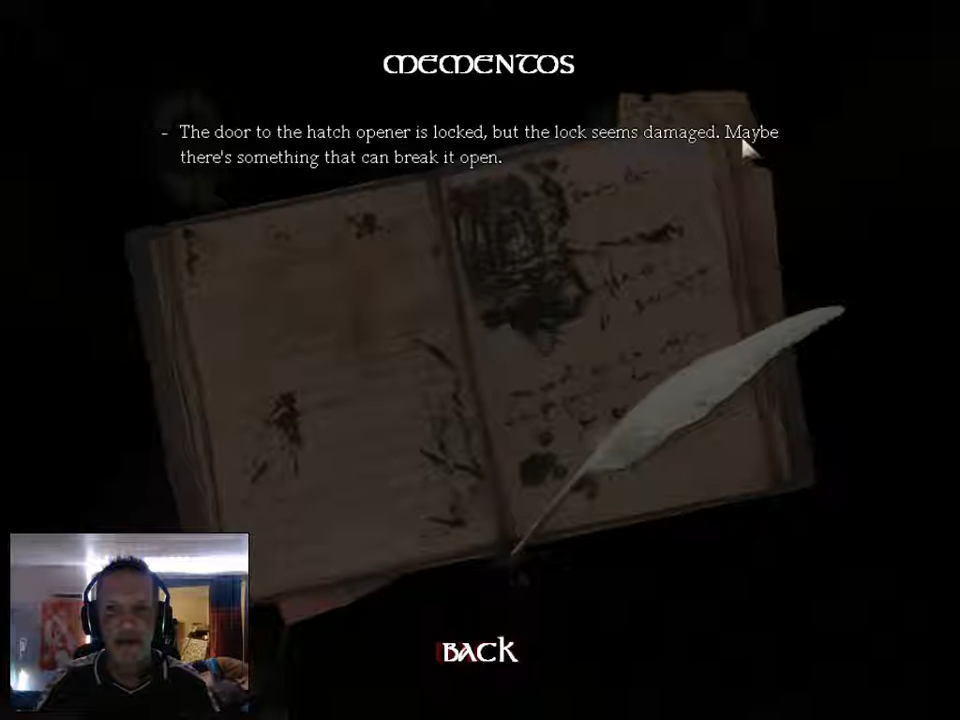 MEMENTOS
- The door to the hatch opener is locked, but the lock seems damaged. Maybe
there's something that can break it open.
BACK